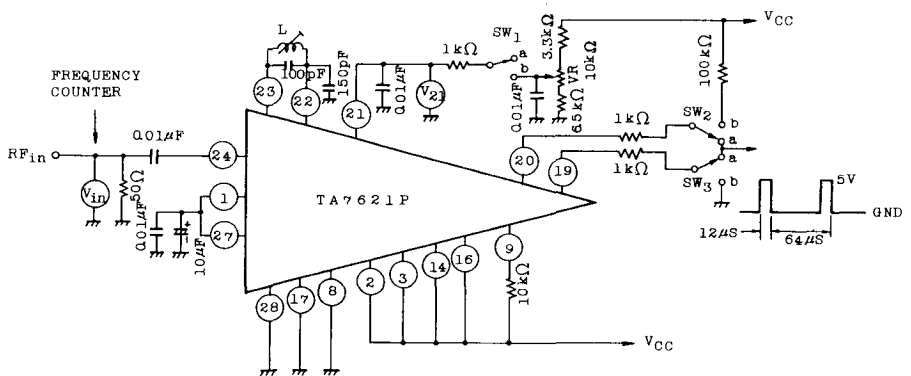 L
100pF
150pF
23
22
FREQUENCY
COUNTER
RFin
Vin
50Ω
0.01μF
24
1
27
0.01μF
10μF
+
TA7621P
21
0.01μF
V21
1kΩ
SW1
a
b
0.01μF
3.3kΩ
VR
10kΩ
6.5kΩ
VCC
100kΩ
20
19
1kΩ
1kΩ
SW2
b
a
a
SW3
b
5V
GND
12μS
64μS
28
17
8
2
3
14
16
9
10kΩ
VCC